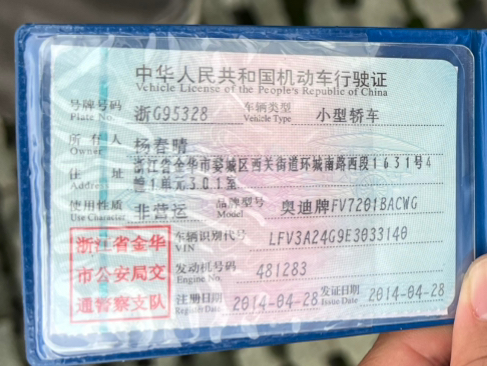 中华人民共和国机动车行驶证
Vehicle License of the People's Republic of China
号牌号码 浙G95328 车辆类型 小型轿车
Plate No. Vehicle Type
所有人 杨春晴
Owner
住址 浙江省金华市婺城区西关街道环城南路西段1631号4
Address 幢1单元301室
使用性质 非营运 品牌型号 奥迪牌FV7201BACWG
Use Character Model
浙江省金华
市公安局交
通警察支队
车辆识别代号 LFV3A24G9E3033140
VIN
发动机号码 481283
Engine No.
注册日期 2014-04-28 发证日期 2014-04-28
Register Date Issue Date